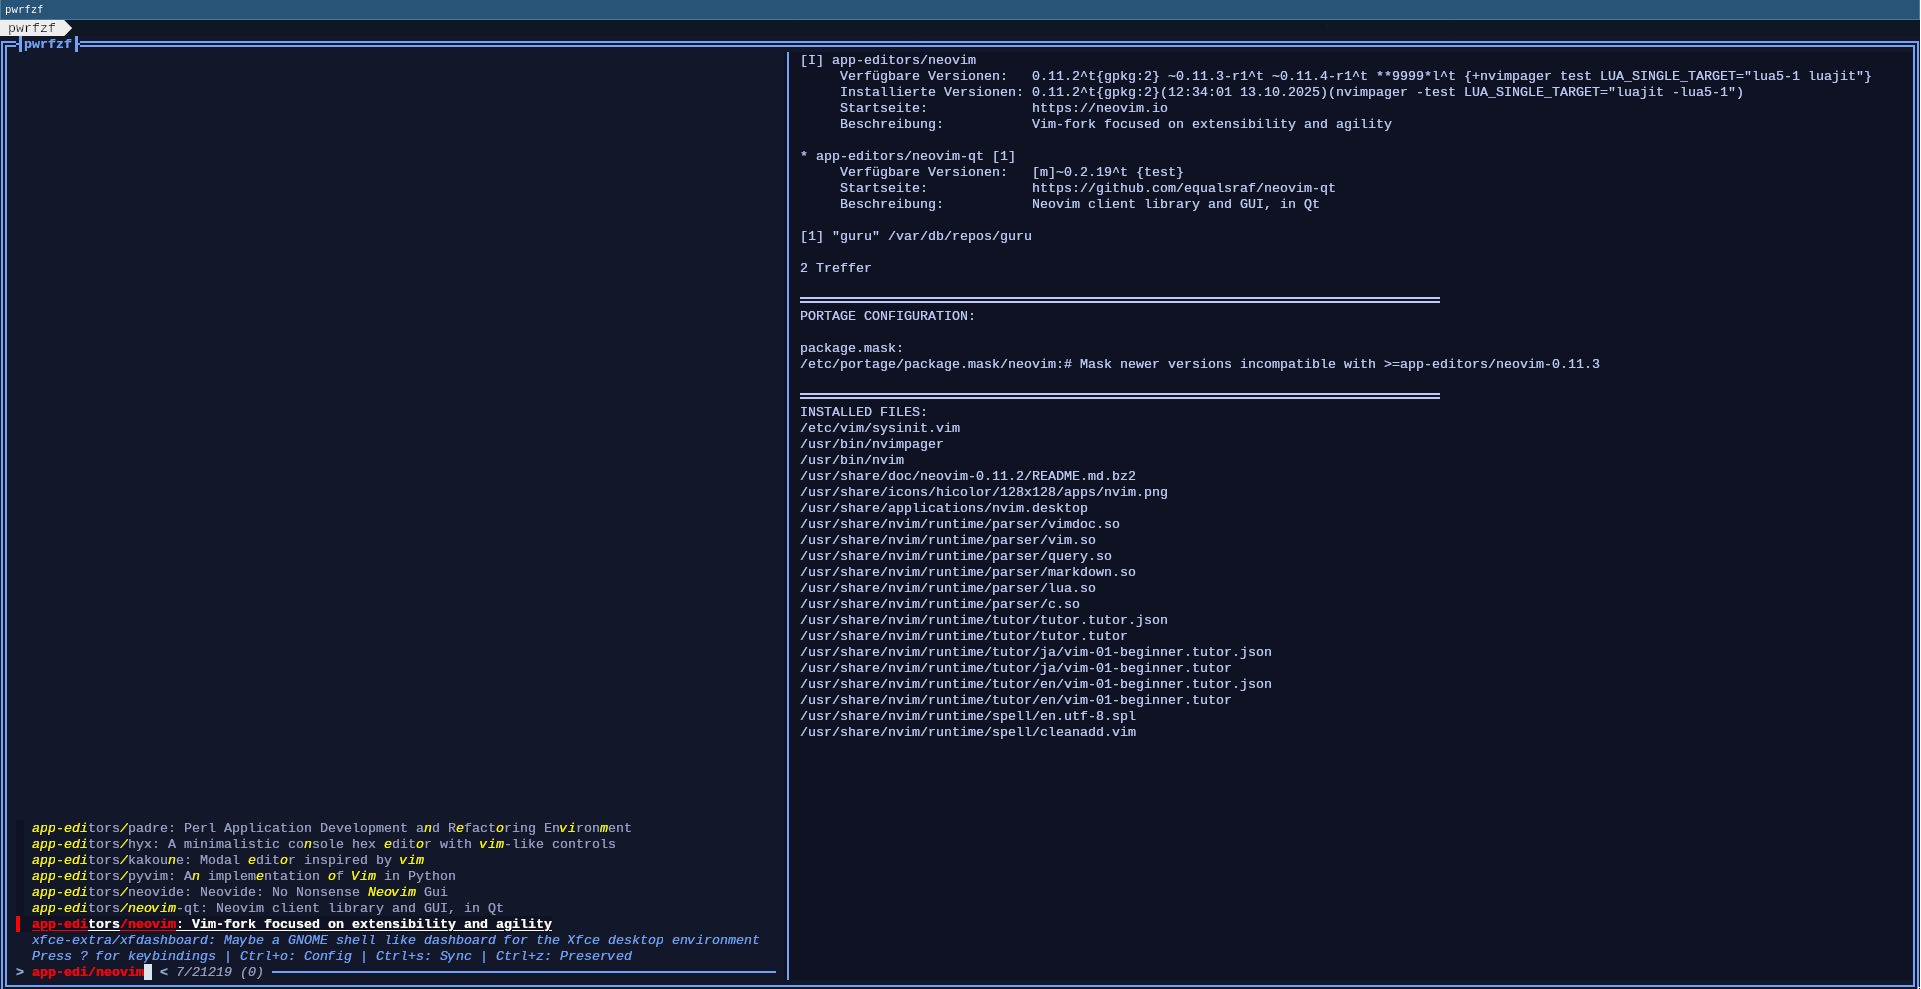 pwrfzf
pwrfzf
pwrfzf
[I] app-editors/neovim
Verfügbare Versionen: 0.11.2^t{gpkg:2} ~0.11.3-r1^t ~0.11.4-r1^t **9999*l^t {+nvimpager test LUA_SINGLE_TARGET="lua5-1 luajit"}
Installierte Versionen: 0.11.2^t{gpkg:2}(12:34:01 13.10.2025)(nvimpager -test LUA_SINGLE_TARGET="luajit -lua5-1")
Startseite: https://neovim.io
Beschreibung: Vim-fork focused on extensibility and agility
* app-editors/neovim-qt [1]
Verfügbare Versionen: [m]~0.2.19^t {test}
Startseite: https://github.com/equalsraf/neovim-qt
Beschreibung: Neovim client library and GUI, in Qt
[1] "guru" /var/db/repos/guru
2 Treffer
PORTAGE CONFIGURATION:
package.mask:
/etc/portage/package.mask/neovim:# Mask newer versions incompatible with >=app-editors/neovim-0.11.3
INSTALLED FILES:
/etc/vim/sysinit.vim
/usr/bin/nvimpager
/usr/bin/nvim
/usr/share/doc/neovim-0.11.2/README.md.bz2
/usr/share/icons/hicolor/128x128/apps/nvim.png
/usr/share/applications/nvim.desktop
/usr/share/nvim/runtime/parser/vimdoc.so
/usr/share/nvim/runtime/parser/vim.so
/usr/share/nvim/runtime/parser/query.so
/usr/share/nvim/runtime/parser/markdown.so
/usr/share/nvim/runtime/parser/lua.so
/usr/share/nvim/runtime/parser/c.so
/usr/share/nvim/runtime/tutor/tutor.tutor.json
/usr/share/nvim/runtime/tutor/tutor.tutor
/usr/share/nvim/runtime/tutor/ja/vim-01-beginner.tutor.json
/usr/share/nvim/runtime/tutor/ja/vim-01-beginner.tutor
/usr/share/nvim/runtime/tutor/en/vim-01-beginner.tutor.json
/usr/share/nvim/runtime/tutor/en/vim-01-beginner.tutor
/usr/share/nvim/runtime/spell/en.utf-8.spl
/usr/share/nvim/runtime/spell/cleanadd.vim
app-editors/padre: Perl Application Development and Refactoring Environment
app-editors/hyx: A minimalistic console hex editor with vim-like controls
app-editors/kakoune: Modal editor inspired by vim
app-editors/pyvim: An implementation of Vim in Python
app-editors/neovide: Neovide: No Nonsense Neovim Gui
app-editors/neovim-qt: Neovim client library and GUI, in Qt
app-editors/neovim: Vim-fork focused on extensibility and agility
xfce-extra/xfdashboard: Maybe a GNOME shell like dashboard for the Xfce desktop environment
Press ? for keybindings | Ctrl+o: Config | Ctrl+s: Sync | Ctrl+z: Preserved
> app-edi/neovim < 7/21219 (0)